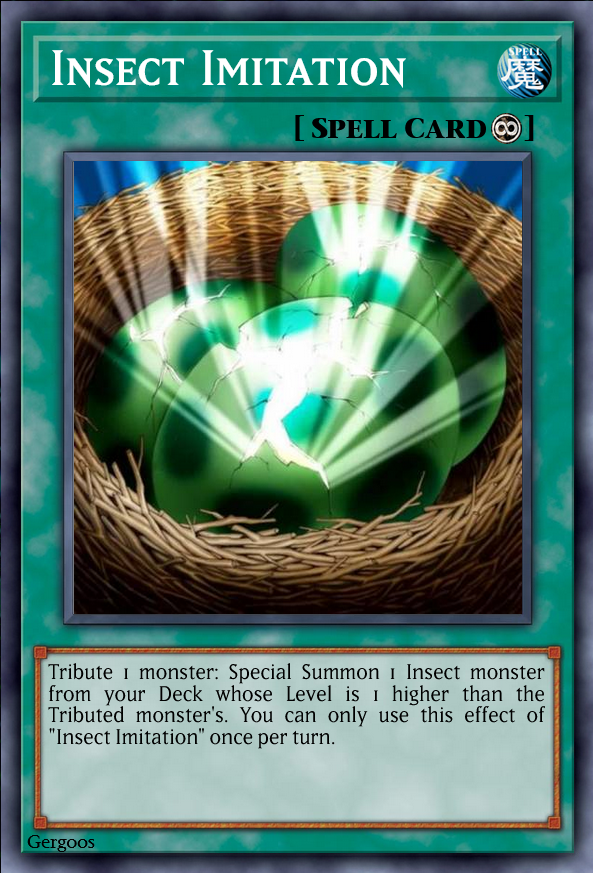 Insect Imitation
SPELL
魔
[ Spell Card ]
Tribute 1 monster: Special Summon 1 Insect monster
from your Deck whose Level is 1 higher than the
Tributed monster's. You can only use this effect of
"Insect Imitation" once per turn.
Gergoos